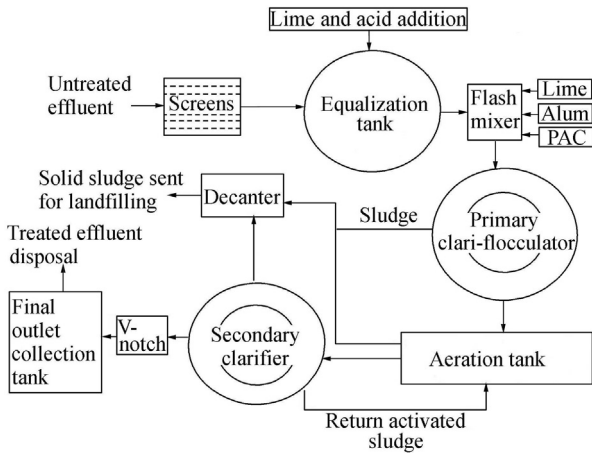 Lime and acid addition
Untreated
effluent
Screens
Equalization
tank
Flash
mixer
Lime
Alum
PAC
Solid sludge sent
for landfilling
Decanter
Sludge
Primary
clari-flocculator
Treated effluent
disposal
Final
outlet
collection
tank
V-
notch
Secondary
clarifier
Aeration tank
Return activated
sludge